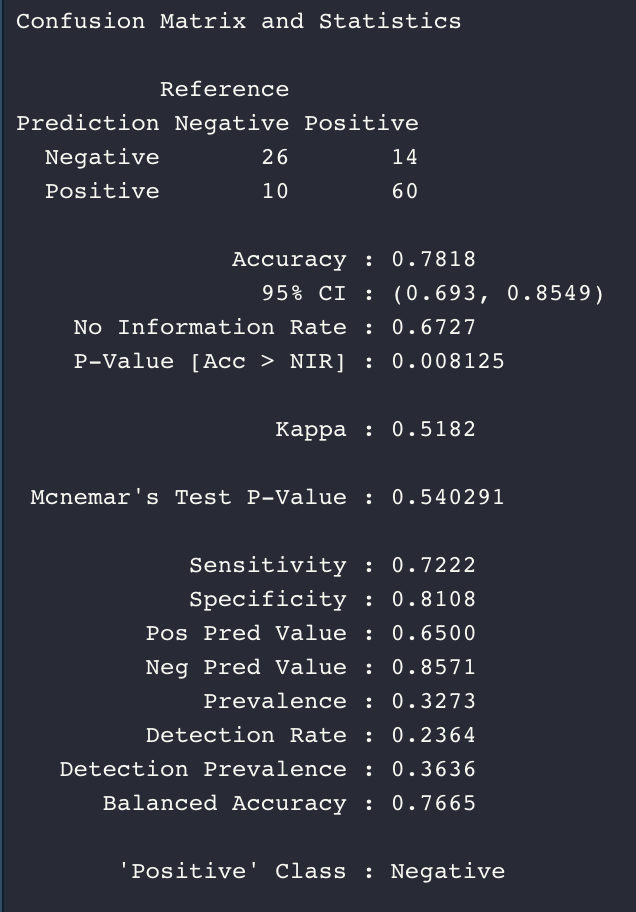 Confusion Matrix and Statistics
Reference
Prediction Negative Positive
Negative 26 14
Positive 10 60
Accuracy : 0.7818
95% CI : (0.693, 0.8549)
No Information Rate : 0.6727
P-Value [Acc > NIR] : 0.008125
Kappa : 0.5182
Mcnemar's Test P-Value : 0.540291
Sensitivity : 0.7222
Specificity : 0.8108
Pos Pred Value : 0.6500
Neg Pred Value : 0.8571
Prevalence : 0.3273
Detection Rate : 0.2364
Detection Prevalence : 0.3636
Balanced Accuracy : 0.7665
'Positive' Class : Negative